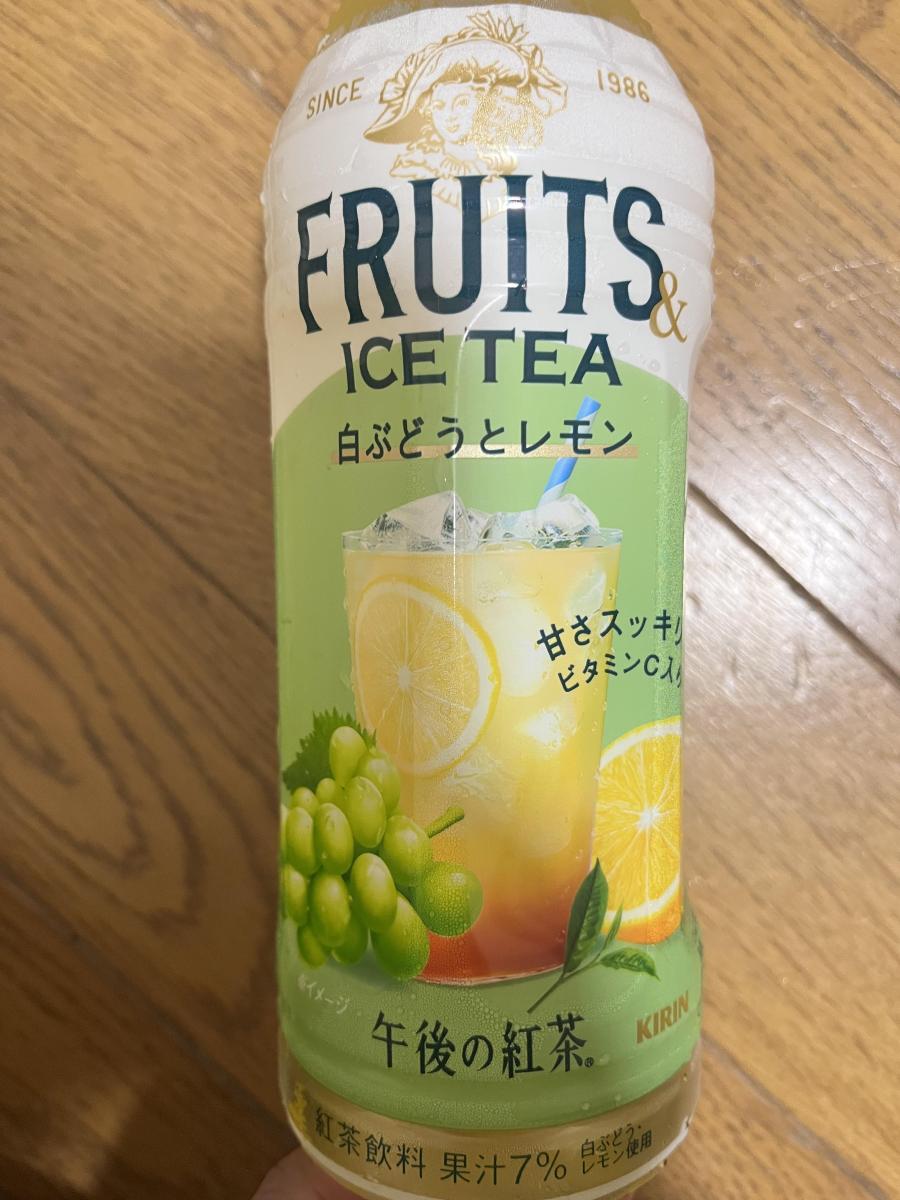 SINCE 1986
FRUITS
& ICE TEA
白ぶどうとレモン
甘さスッキリ
ビタミンC入り
※イメージ
KIRIN
午後の紅茶®
紅茶飲料 果汁7% 白ぶどう・
レモン使用